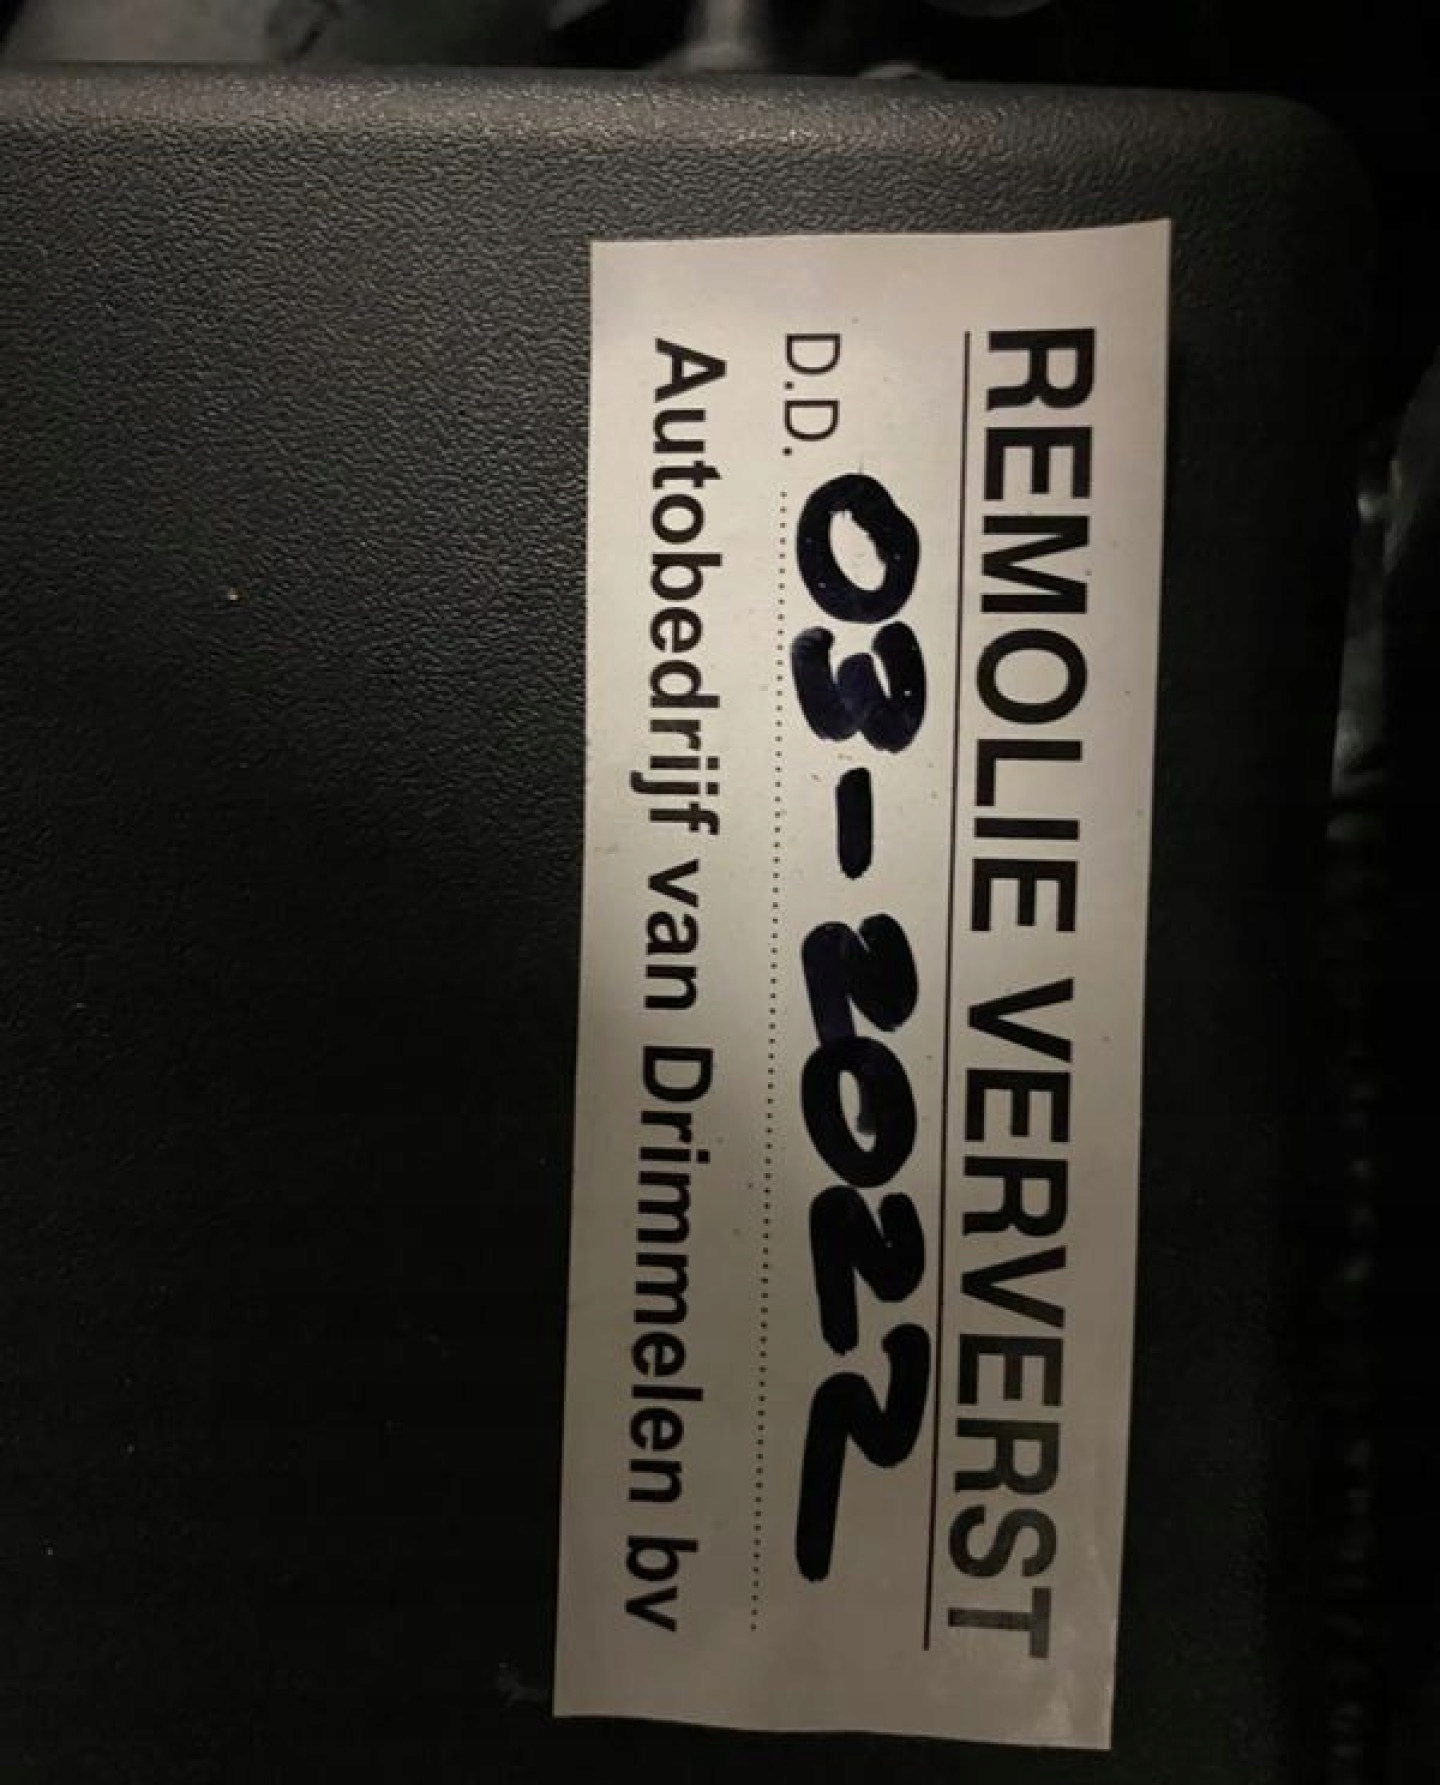 REMOLIE VERVERST
D.D. 03-2022
Autobedrijf van Drimmelen bv